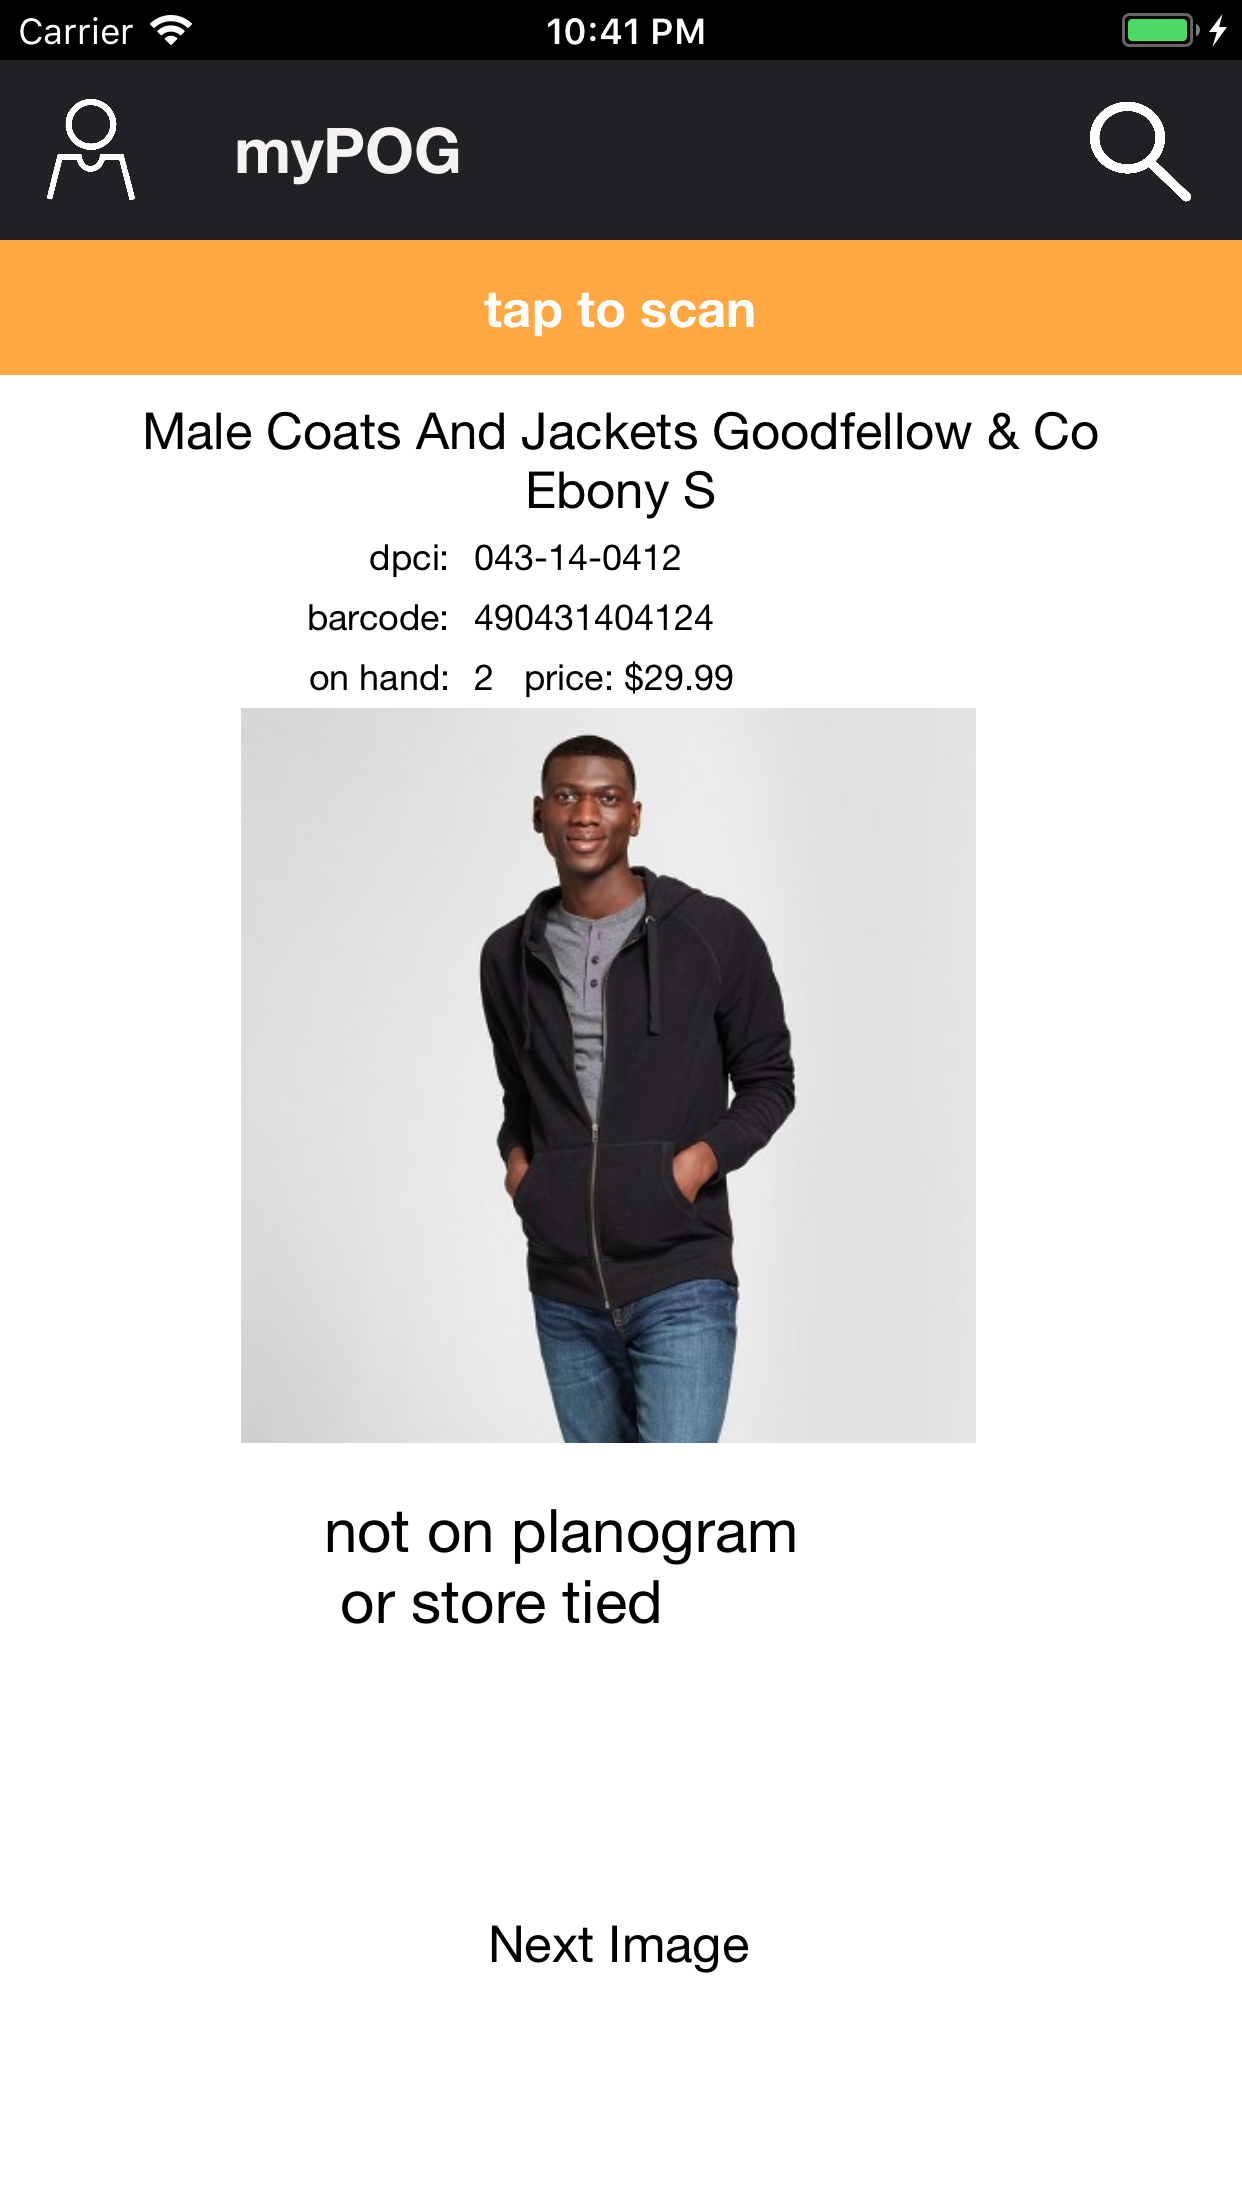 Carrier 10:41 PM
myPOG
tap to scan
Male Coats And Jackets Goodfellow & Co
Ebony S
dpci: 043-14-0412
barcode: 490431404124
on hand: 2 price: $29.99
not on planogram
or store tied
Next Image